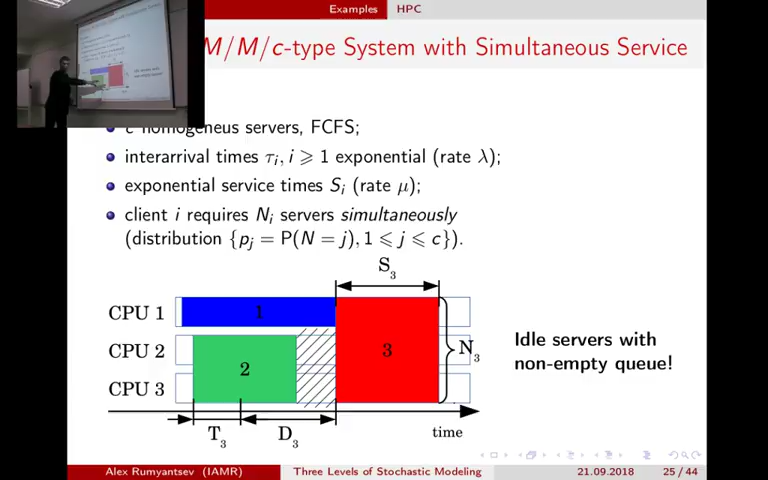 Examples HPC
M/M/c-type System with Simultaneous Service
c homogeneus servers, FCFS;
interarrival times τᵢ, i ⩾ 1 exponential (rate λ);
exponential service times Sᵢ (rate μ);
client i requires Nᵢ servers simultaneously
(distribution {pⱼ = P(N = j), 1 ⩽ j ⩽ c}).
S₃
CPU 1
1
CPU 2
2
CPU 3
3
N₃
Idle servers with
non-empty queue!
T₃
D₃
time
Alex Rumyantsev (IAMR) Three Levels of Stochastic Modeling 21.09.2018 25 / 44